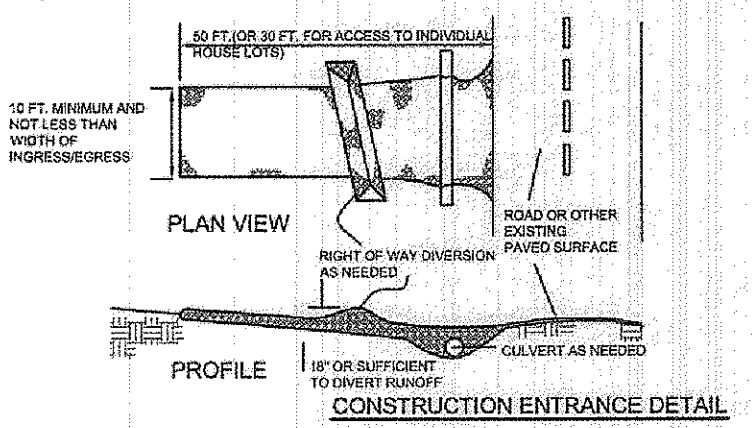 50 FT.(OR 30 FT. FOR ACCESS TO INDIVIDUAL
HOUSE LOTS)
10 FT. MINIMUM AND
NOT LESS THAN
WIDTH OF
INGRESS/EGRESS
PLAN VIEW
RIGHT OF WAY DIVERSION
AS NEEDED
ROAD OR OTHER
EXISTING
PAVED SURFACE
PROFILE
18" OR SUFFICIENT
TO DIVERT RUNOFF
CULVERT AS NEEDED
CONSTRUCTION ENTRANCE DETAIL